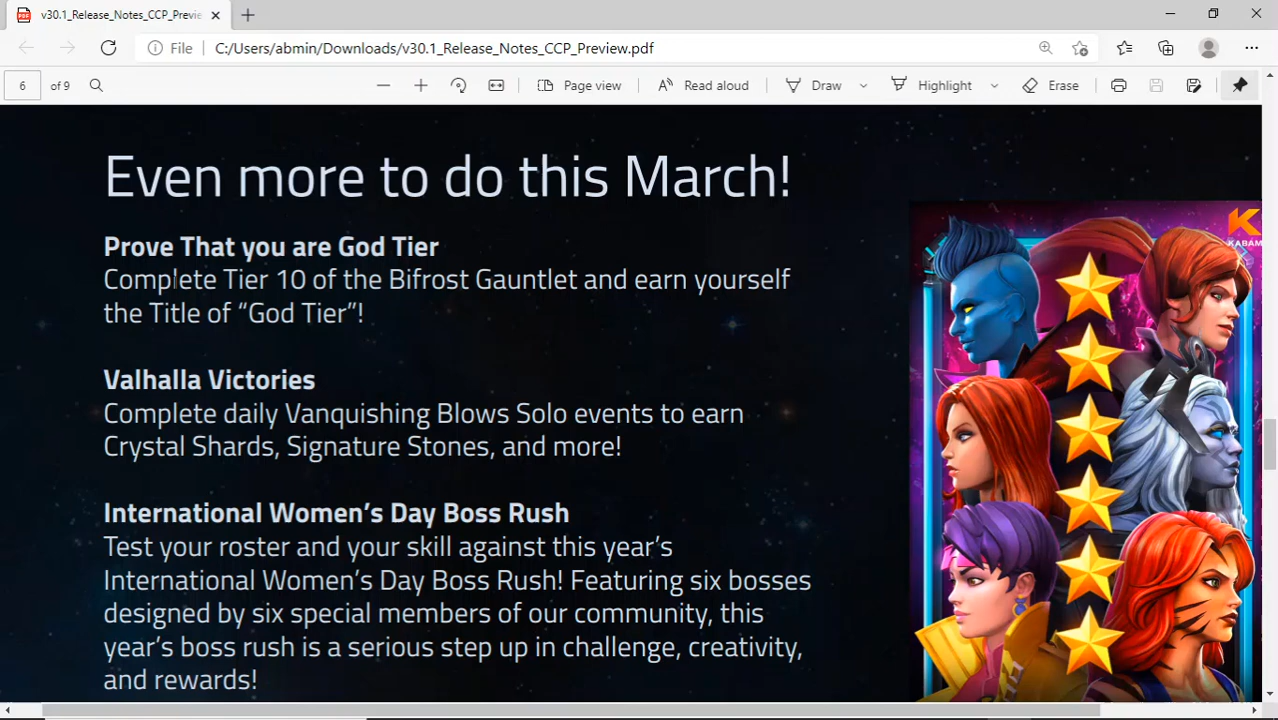 v30.1_Release_Notes_CCP_Previe
File C:/Users/abmin/Downloads/v30.1_Release_Notes_CCP_Preview.pdf
6 of 9 Page view Read aloud Draw Highlight Erase
Even more to do this March!
Prove That you are God Tier
Complete Tier 10 of the Bifrost Gauntlet and earn yourself
the Title of “God Tier”!
Valhalla Victories
Complete daily Vanquishing Blows Solo events to earn
Crystal Shards, Signature Stones, and more!
International Women’s Day Boss Rush
Test your roster and your skill against this year’s
International Women’s Day Boss Rush! Featuring six bosses
designed by six special members of our community, this
year’s boss rush is a serious step up in challenge, creativity,
and rewards!
K
KABAM